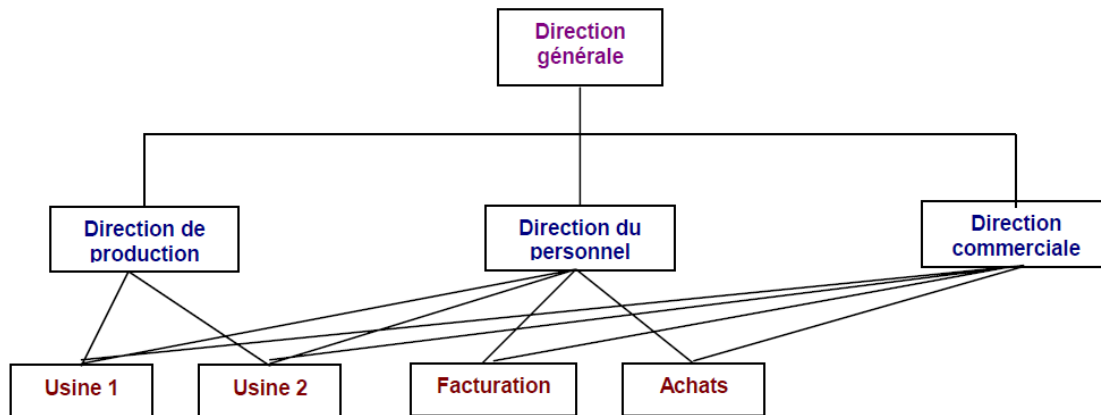 Direction
générale
Direction de
production
Direction du
personnel
Direction
commerciale
Usine 1
Usine 2
Facturation
Achats